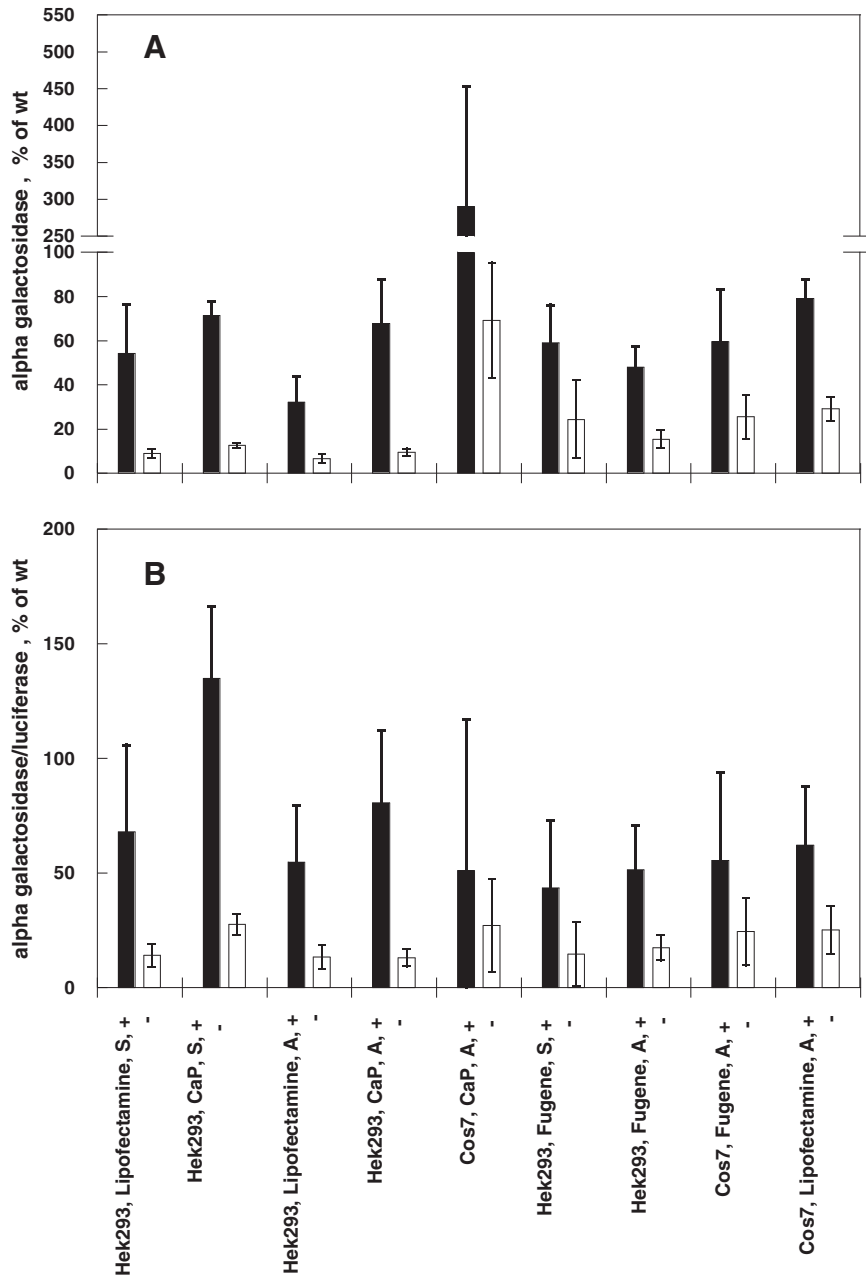 A
alpha galactosidase , % of wt
550
500
450
400
350
300
250
100
80
60
40
20
0
B
alpha galactosidase/luciferase , % of wt
200
150
100
50
0
Hek293, Lipofectamine, S, +
-
Hek293, CaP, S, +
-
Hek293, Lipofectamine, A, +
-
Hek293, CaP, A, +
-
Cos7, CaP, A, +
-
Hek293, Fugene, S, +
-
Hek293, Fugene, A, +
-
Cos7, Fugene, A, +
-
Cos7, Lipofectamine, A, +
-